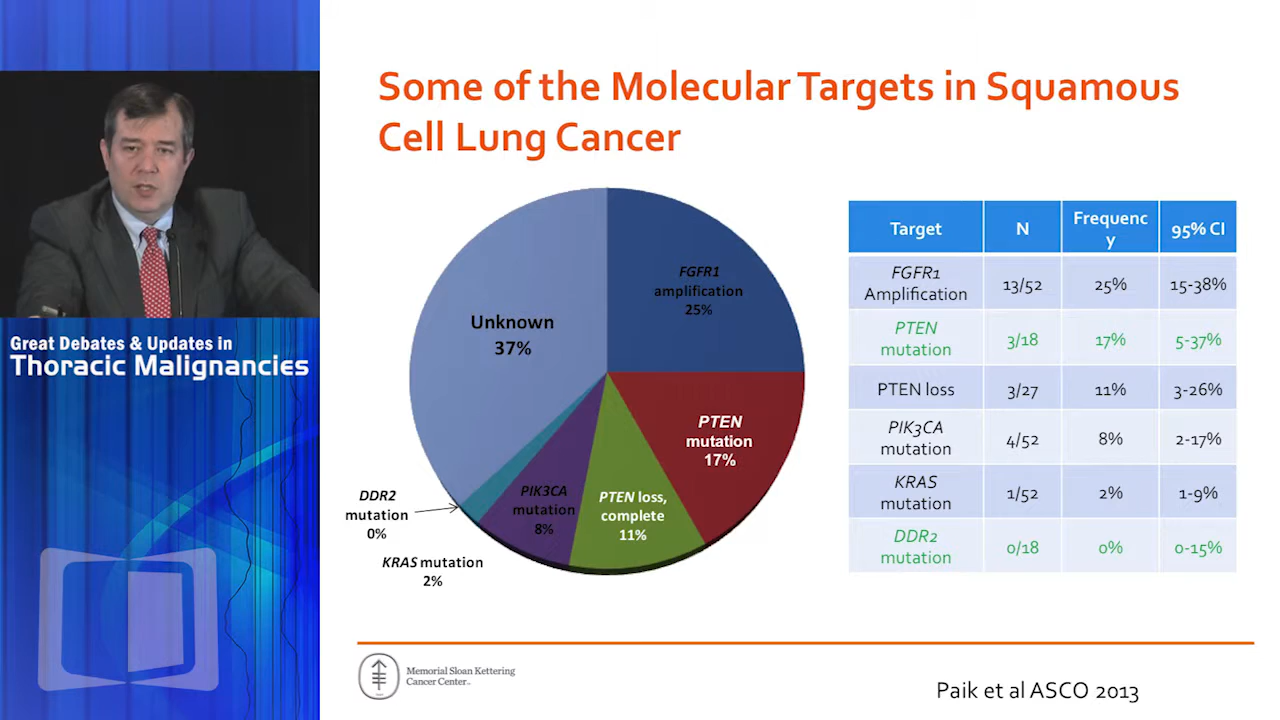 Some of the Molecular Targets in Squamous
Cell Lung Cancer
Great Debates & Updates in
Thoracic Malignancies
FGFR1
amplification
25%
Unknown
37%
PTEN
mutation
17%
PTEN loss,
complete
11%
PIK3CA
mutation
8%
DDR2
mutation
0%
KRAS mutation
2%
Target N Frequenc
y 95% CI
FGFR1
Amplification 13/52 25% 15-38%
PTEN
mutation 3/18 17% 5-37%
PTEN loss 3/27 11% 3-26%
PIK3CA
mutation 4/52 8% 2-17%
KRAS
mutation 1/52 2% 1-9%
DDR2
mutation 0/18 0% 0-15%
Memorial Sloan Kettering
Cancer Center
Paik et al ASCO 2013